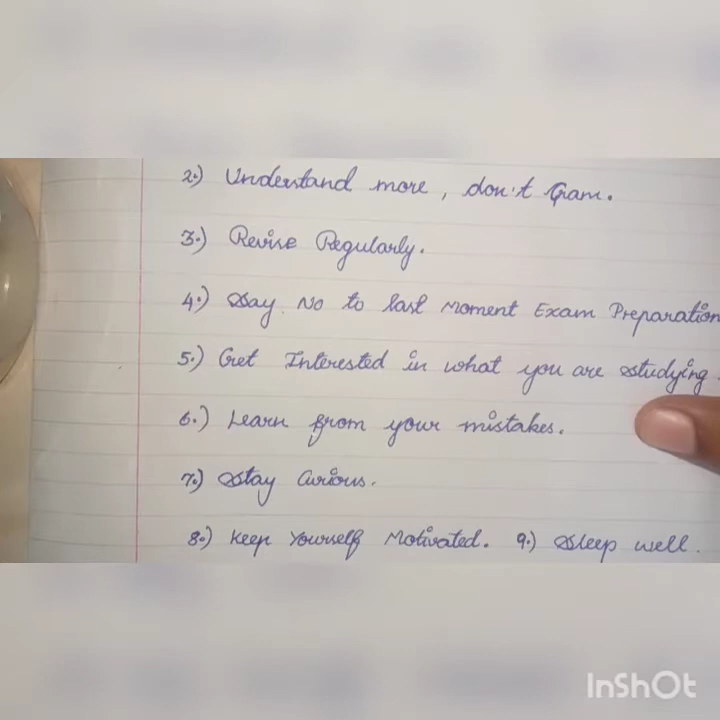 2.) Understand more, don't Cram.
3.) Revise Regularly.
4.) Say No to last Moment Exam Preparation
5.) Get Interested in what you are studying.
6.) Learn from your mistakes.
7.) Stay Curious.
8.) Keep Yourself Motivated. 9.) Sleep well.
InShOt